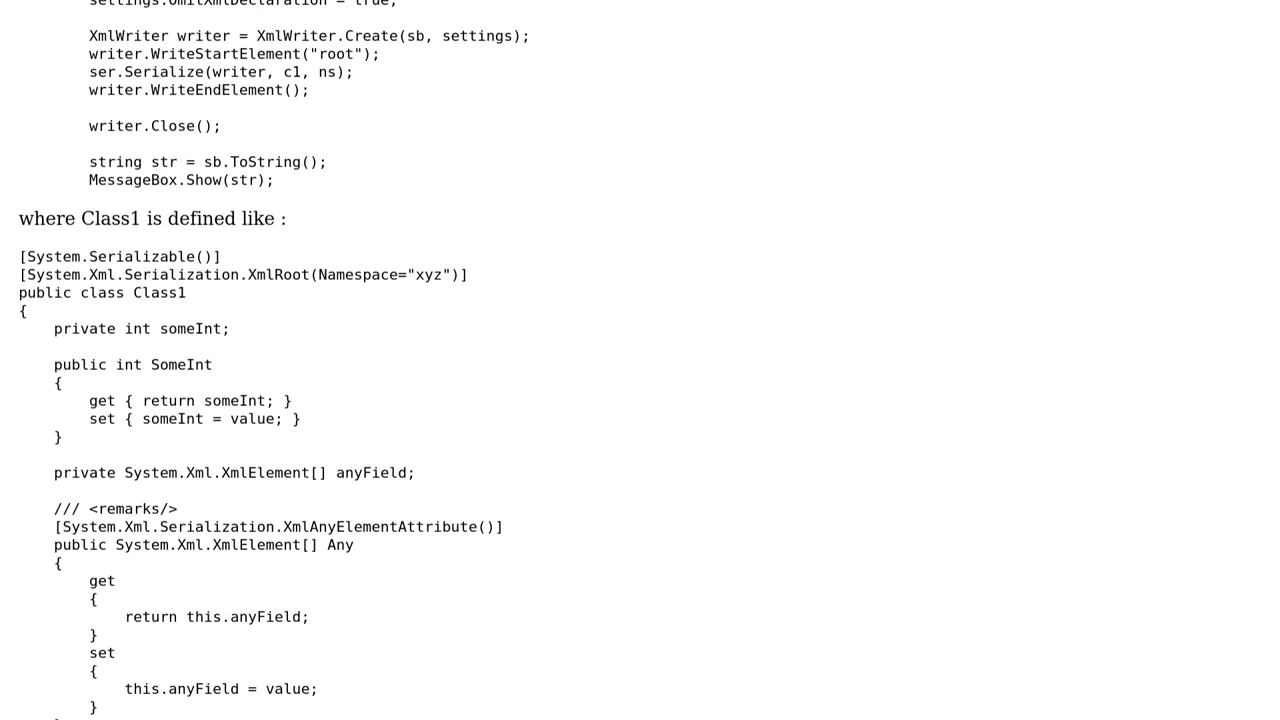 settings.OmitXmlDeclaration = true;
XmlWriter writer = XmlWriter.Create(sb, settings);
writer.WriteStartElement("root");
ser.Serialize(writer, c1, ns);
writer.WriteEndElement();
writer.Close();
string str = sb.ToString();
MessageBox.Show(str);
where Class1 is defined like :
[System.Serializable()]
[System.Xml.Serialization.XmlRoot(Namespace="xyz")]
public class Class1
{
private int someInt;
public int SomeInt
{
get { return someInt; }
set { someInt = value; }
}
private System.Xml.XmlElement[] anyField;
/// <remarks/>
[System.Xml.Serialization.XmlAnyElementAttribute()]
public System.Xml.XmlElement[] Any
{
get
{
return this.anyField;
}
set
{
this.anyField = value;
}